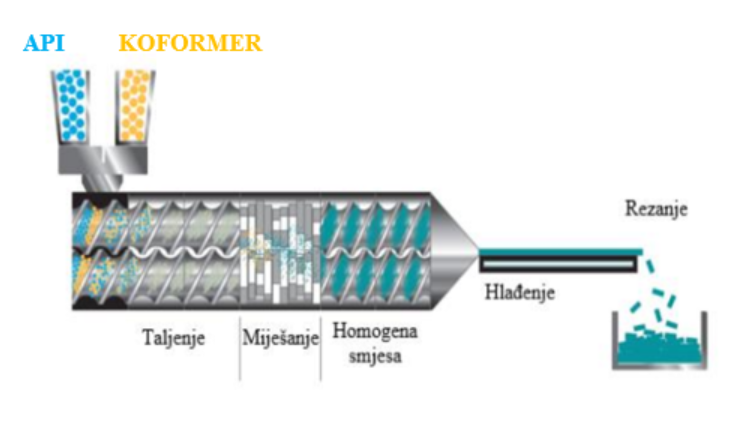 API KOFORMER
Rezanje
Hlađenje
Taljenje
Miješanje
Homogena
smjesa